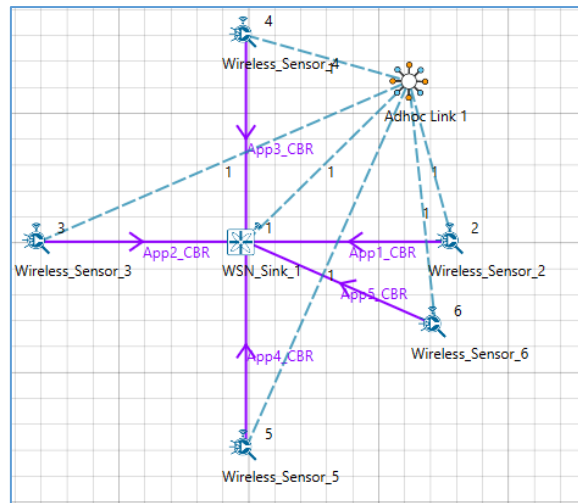 4
Wireless_Sensor_4
1
Adhoc Link 1
App3_CBR
1
1
1
1
3
1
2
App2_CBR
App1_CBR
Wireless_Sensor_3
WSN_Sink_1
Wireless_Sensor_2
1
App5_CBR
6
App4_CBR
Wireless_Sensor_6
5
Wireless_Sensor_5